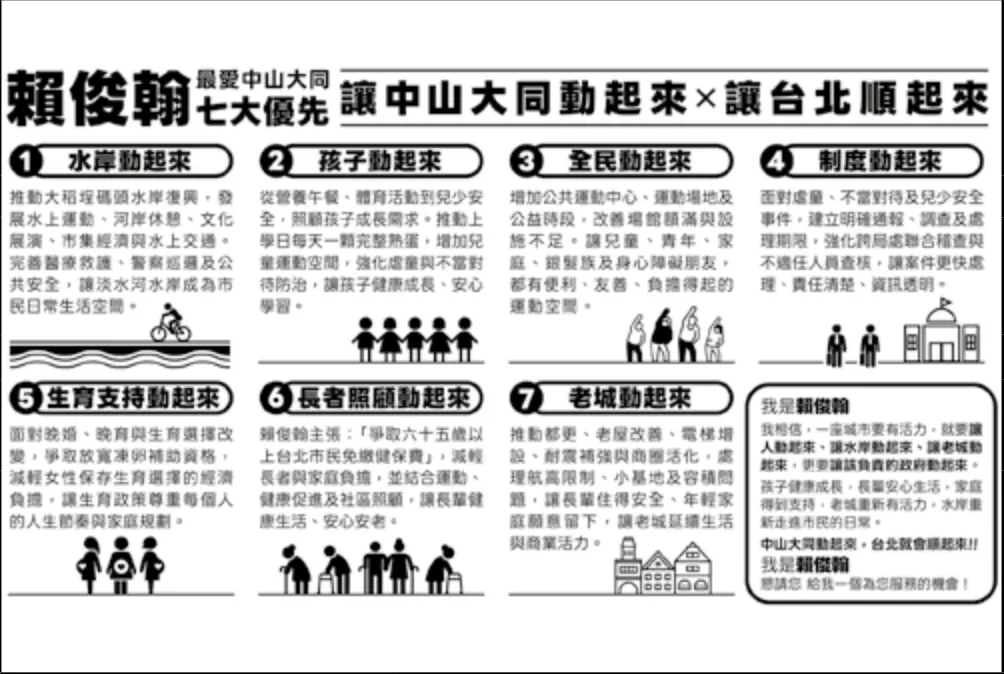 賴俊翰
最愛中山大同
七大優先
讓中山大同動起來×讓台北順起來
1 水岸動起來
推動大稻埕碼頭水岸復興，發
展水上運動、河岸休憩、文化
展演、市集經濟與水上交通。
完善醫療救護、警察巡邏及公
共安全，讓淡水河水岸成為市
民日常生活空間。
2 孩子動起來
從營養午餐、體育活動到兒少安
全，照顧孩子成長需求。推動上
學日每天一顆完整熟蛋，增加兒
童運動空間，強化虐童與不當對
待防治，讓孩子健康成長、安心
學習。
3 全民動起來
增加公共運動中心、運動場地及
公益時段，改善場館額滿與設
施不足。讓兒童、青年、家
庭、銀髮族及身心障礙朋友，
都有便利、友善、負擔得起的
運動空間。
4 制度動起來
面對虐童、不當對待及兒少安全
事件，建立明確通報、調查及處
理期限，強化跨局處聯合稽查與
不適任人員查核，讓案件更快處
理、責任清楚、資訊透明。
5 生育支持動起來
面對晚婚、晚育與生育選擇改
變，爭取放寬凍卵補助資格，
減輕女性保存生育選擇的經濟
負擔，讓生育政策尊重每個人
的人生節奏與家庭規劃。
6 長者照顧動起來
賴俊翰主張：「爭取六十五歲以
上台北市民免繳健保費」，減輕
長者與家庭負擔，並結合運動、
健康促進及社區照顧，讓長輩健
康生活、安心安老。
7 老城動起來
推動都更、老屋改善、電梯增
設、耐震補強與商圈活化，處
理航高限制、小基地及容積問
題，讓長輩住得安全、年輕家
庭願意留下，讓老城延續生活
與商業活力。
我是賴俊翰
我相信，一座城市要有活力，就要讓
人動起來、讓水岸動起來、讓老城動
起來，更要讓該負責的政府動起來。
孩子健康成長，長輩安心生活，家庭
得到支持，老城重新有活力，水岸重
新走進市民的日常。
中山大同動起來，台北就會順起來!!
我是賴俊翰
懇請您 給我一個為您服務的機會！